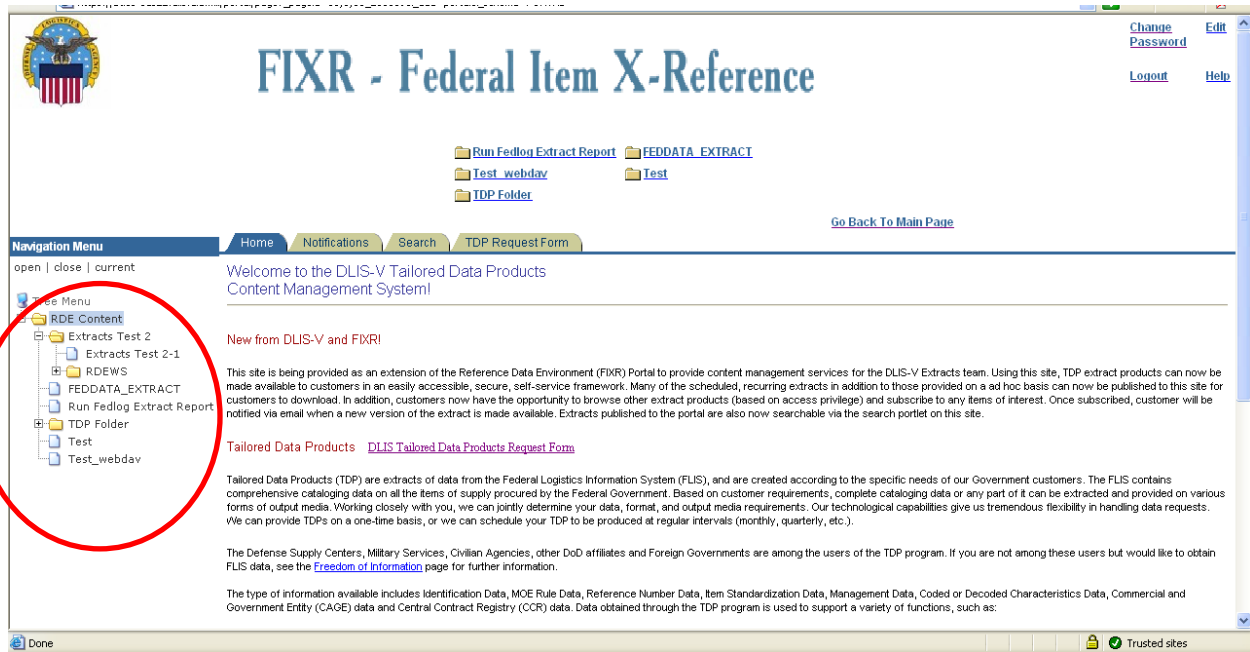 Change Password
Edit
Logout
Help
FIXR - Federal Item X-Reference
Run Fedlog Extract Report
FEDDATA_EXTRACT
Test_webdav
Test
TDP Folder
Go Back To Main Page
Navigation Menu
Home
Notifications
Search
TDP Request Form
open | close | current
Tree Menu
RDE Content
Extracts Test 2
Extracts Test 2-1
RDEWS
FEDDATA_EXTRACT
Run Fedlog Extract Report
TDP Folder
Test
Test_webdav
Welcome to the DLIS-V Tailored Data Products
Content Management System!
New from DLIS-V and FIXR!
This site is being provided as an extension of the Reference Data Environment (FIXR) Portal to provide content management services for the DLIS-V Extracts team. Using this site, TDP extract products can now be
made available to customers in an easily accessible, secure, self-service framework. Many of the scheduled, recurring extracts in addition to those provided on a ad hoc basis can now be published to this site for
customers to download. In addition, customers now have the opportunity to browse other extract products (based on access privilege) and subscribe to any items of interest. Once subscribed, customer will be
notified via email when a new version of the extract is made available. Extracts published to the portal are also now searchable via the search portlet on this site.
Tailored Data Products DLIS Tailored Data Products Request Form
Tailored Data Products (TDP) are extracts of data from the Federal Logistics Information System (FLIS), and are created according to the specific needs of our Government customers. The FLIS contains
comprehensive cataloging data on all the items of supply procured by the Federal Government. Based on customer requirements, complete cataloging data or any part of it can be extracted and provided on various
forms of output media. Working closely with you, we can jointly determine your data, format, and output media requirements. Our technological capabilities give us tremendous flexibility in handling data requests.
We can provide TDPs on a one-time basis, or we can schedule your TDP to be produced at regular intervals (monthly, quarterly, etc.).
The Defense Supply Centers, Military Services, Civilian Agencies, other DoD affiliates and Foreign Governments are among the users of the TDP program. If you are not among these users but would like to obtain
FLIS data, see the Freedom of Information page for further information.
The type of information available includes Identification Data, MOE Rule Data, Reference Number Data, Item Standardization Data, Management Data, Coded or Decoded Characteristics Data, Commercial and
Government Entity (CAGE) data and Central Contract Registry (CCR) data. Data obtained through the TDP program is used to support a variety of functions, such as:
Done
Trusted sites